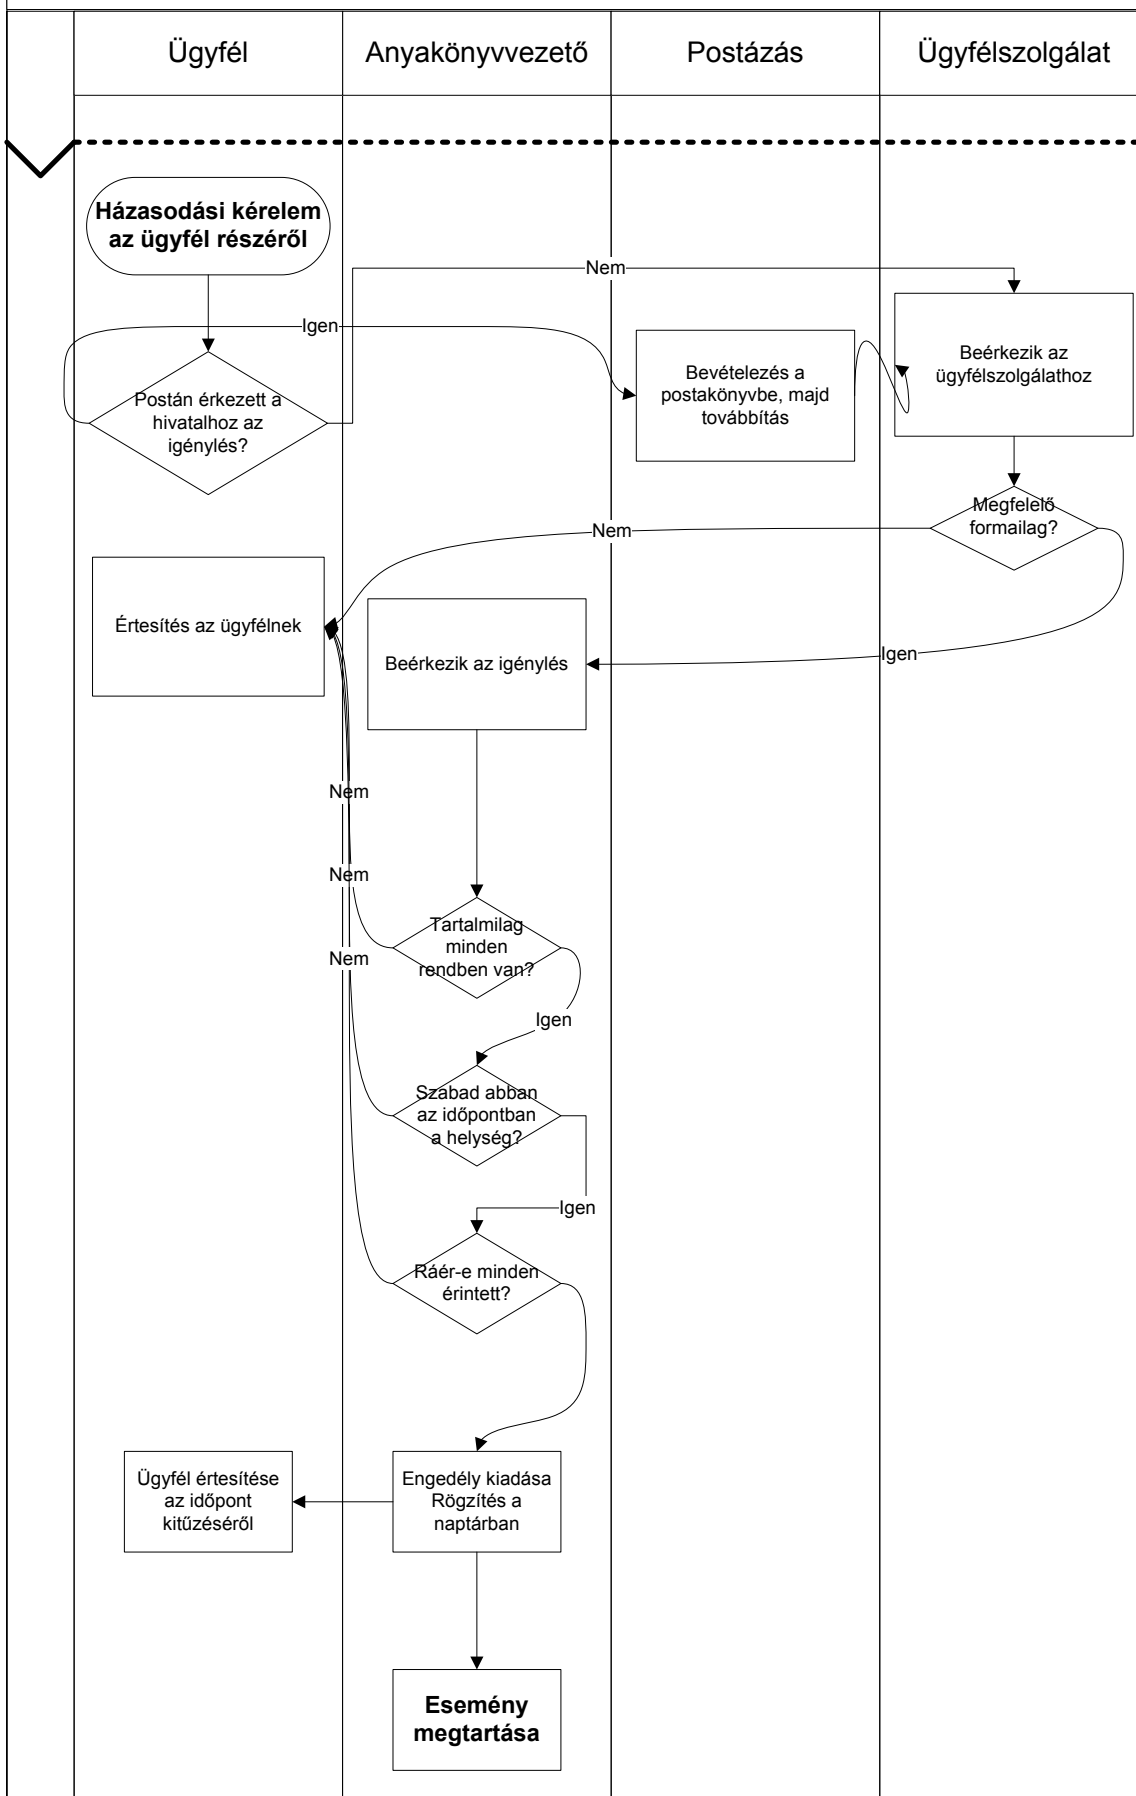 Ügyfél
Anyakönyvvezető
Postázás
Ügyfélszolgálat
Házasodási kérelem
az ügyfél részéről
Nem
Igen
Postán érkezett a
hivatalhoz az
igénylés?
Bevételezés a
postakönyvbe, majd
továbbítás
Beérkezik az
ügyfélszolgálathoz
Megfelelő
formailag?
Nem
Igen
Értesítés az ügyfélnek
Beérkezik az igénylés
Nem
Nem
Nem
Tartalmilag
minden
rendben van?
Igen
Szabad abban
az időpontban
a helység?
Igen
Ráér-e minden
érintett?
Ügyfél értesítése
az időpont
kitűzéséről
Engedély kiadása
Rögzítés a
naptárban
Esemény
megtartása